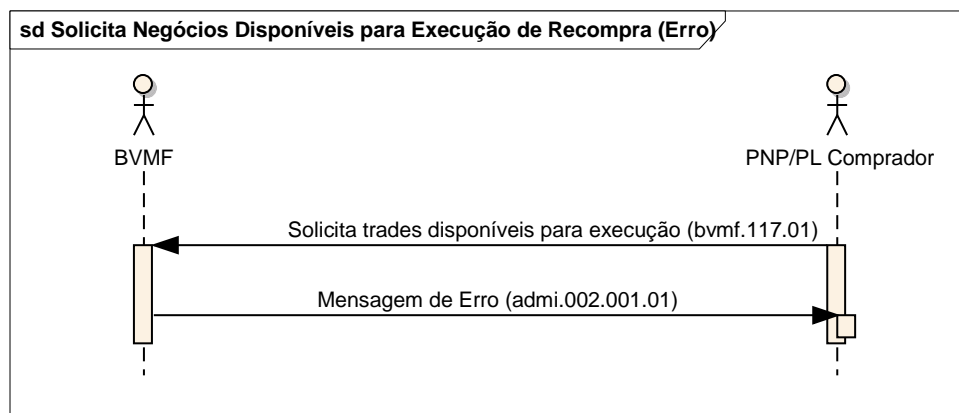 sd Solicita Negócios Disponíveis para Execução de Recompra (Erro)
BVMF
PNP/PL Comprador
Solicita trades disponíveis para execução (bvmf.117.01)
Mensagem de Erro (admi.002.001.01)